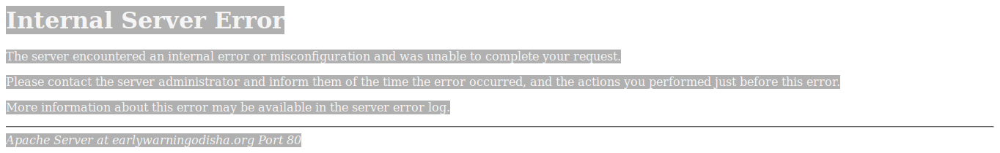 Internal Server Error
The server encountered an internal error or misconfiguration and was unable to complete your request.
Please contact the server administrator and inform them of the time the error occurred, and the actions you performed just before this error.
More information about this error may be available in the server error log.
Apache Server at earlywarningodisha.org Port 80